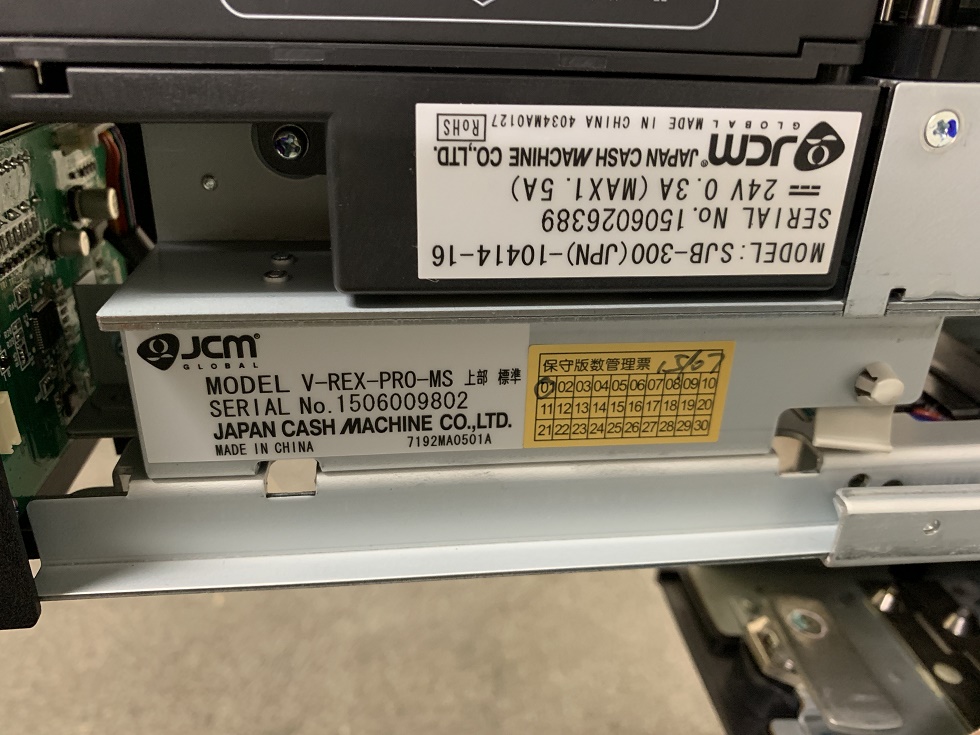 MODEL:SJB-300(JPN)-10414-16
SERIAL No.1506026389
24V 0.3A (MAX1.5A)
JCM® JAPAN CASH MACHINE CO.,LTD.
GLOBAL MADE IN CHINA 4034MA0127 RoHS
JCM®
GLOBAL
MODEL V-REX-PRO-MS 上部 標準
SERIAL No.1506009802
JAPAN CASH MACHINE CO.,LTD.
MADE IN CHINA 7192MA0501A
保守版数管理票
01 02 03 04 05 06 07 08 09 10
11 12 13 14 15 16 17 18 19 20
21 22 23 24 25 26 27 28 29 30